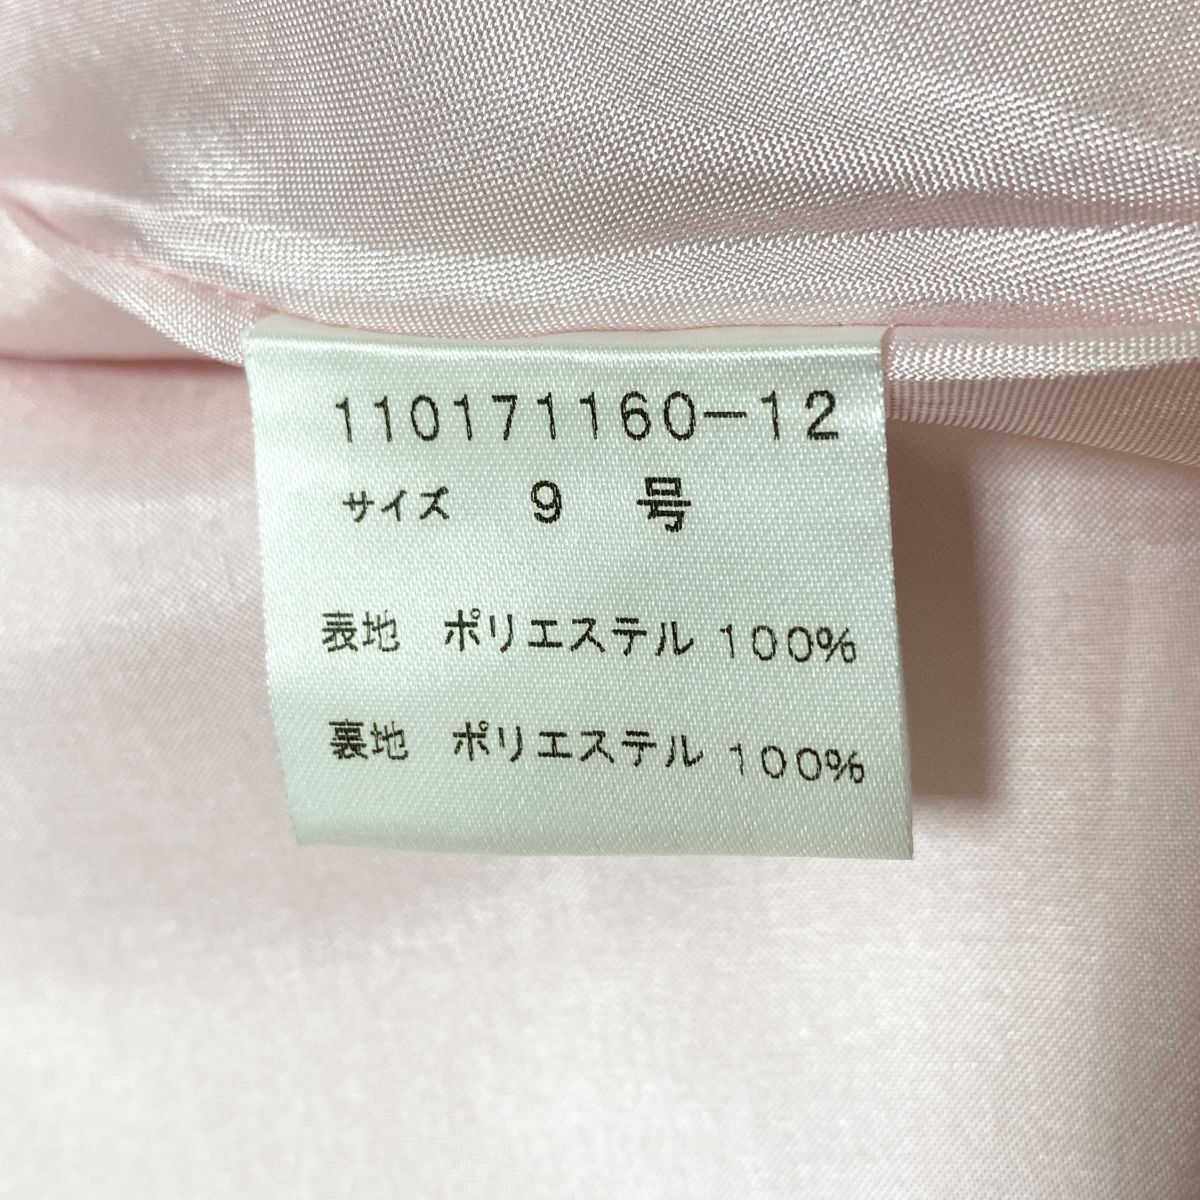 110171160-12
サイズ 9 号
表地 ポリエステル 100%
裏地 ポリエステル 100%